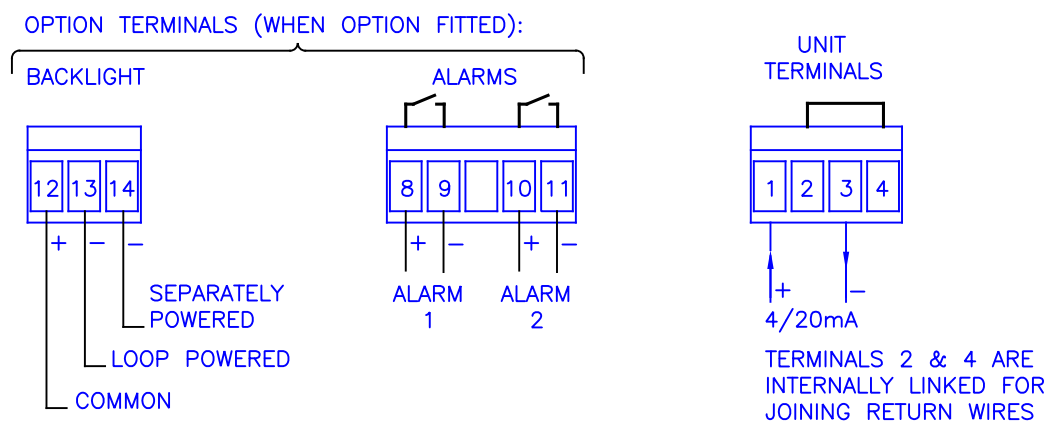 OPTION TERMINALS (WHEN OPTION FITTED):
BACKLIGHT
12 13 14
+ – –
SEPARATELY
POWERED
LOOP POWERED
COMMON
ALARMS
8 9 10 11
+ – + –
ALARM
1
ALARM
2
UNIT
TERMINALS
1 2 3 4
+ –
4/20mA
TERMINALS 2 & 4 ARE
INTERNALLY LINKED FOR
JOINING RETURN WIRES